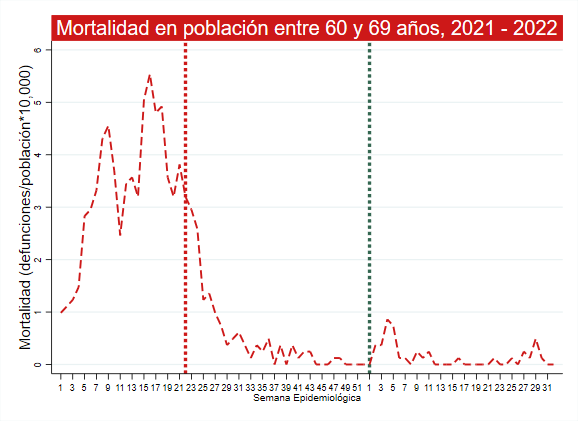 Mortalidad en población entre 60 y 69 años, 2021 - 2022
Mortalidad (defunciones/población*10,000)
6
5
4
3
2
1
0
1 3 5 7 9 11 13 15 17 19 21 23 25 27 29 31 33 35 37 39 41 43 45 47 49 51 1 3 5 7 9 11 13 15 17 19 21 23 25 27 29 31
Semana Epidemiológica